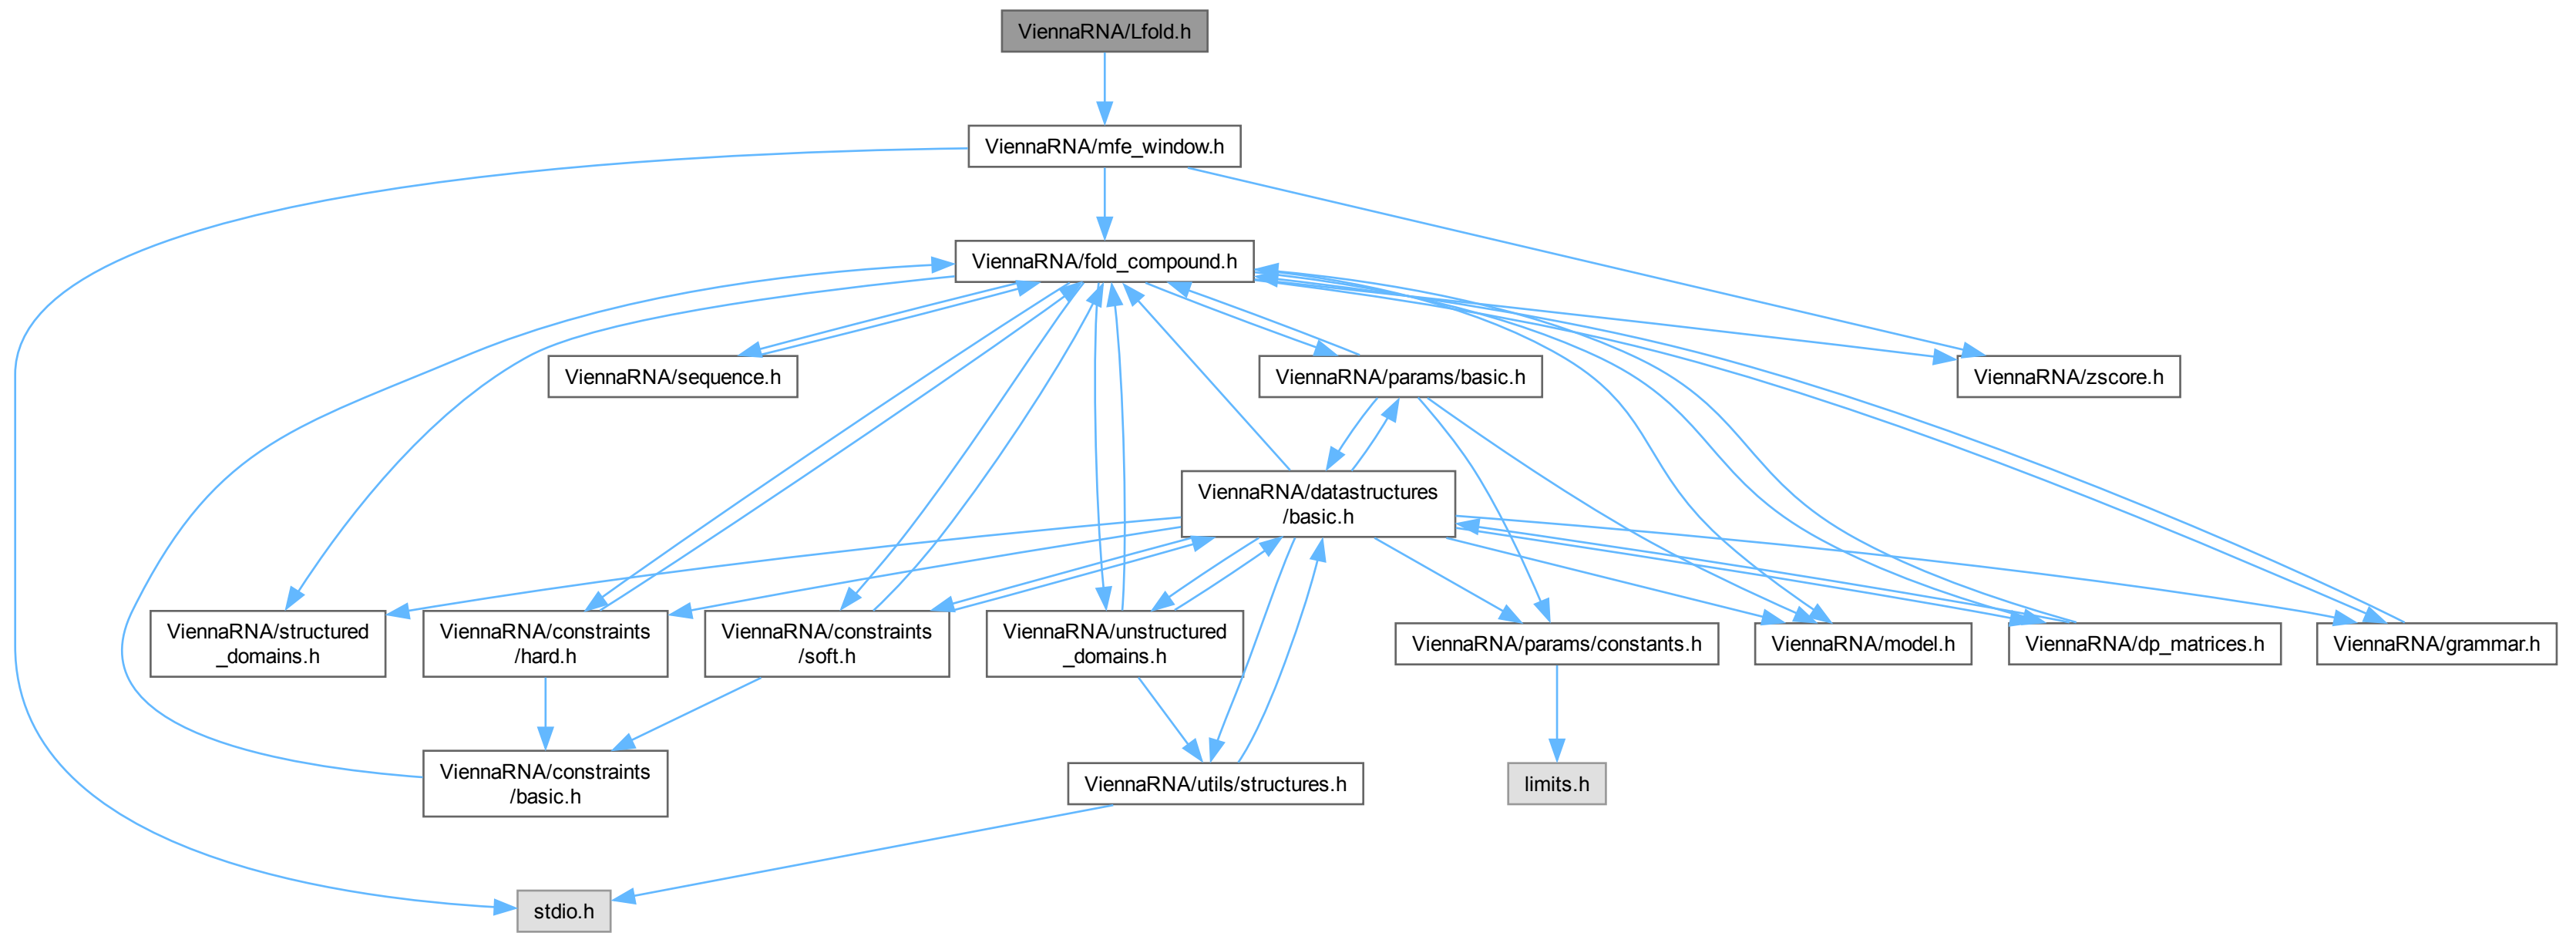 ViennaRNA/Lfold.h
ViennaRNA/mfe_window.h
ViennaRNA/fold_compound.h
ViennaRNA/sequence.h
ViennaRNA/params/basic.h
ViennaRNA/zscore.h
ViennaRNA/datastructures
/basic.h
ViennaRNA/structured
_domains.h
ViennaRNA/constraints
/hard.h
ViennaRNA/constraints
/soft.h
ViennaRNA/unstructured
_domains.h
ViennaRNA/params/constants.h
ViennaRNA/model.h
ViennaRNA/dp_matrices.h
ViennaRNA/grammar.h
ViennaRNA/constraints
/basic.h
ViennaRNA/utils/structures.h
limits.h
stdio.h